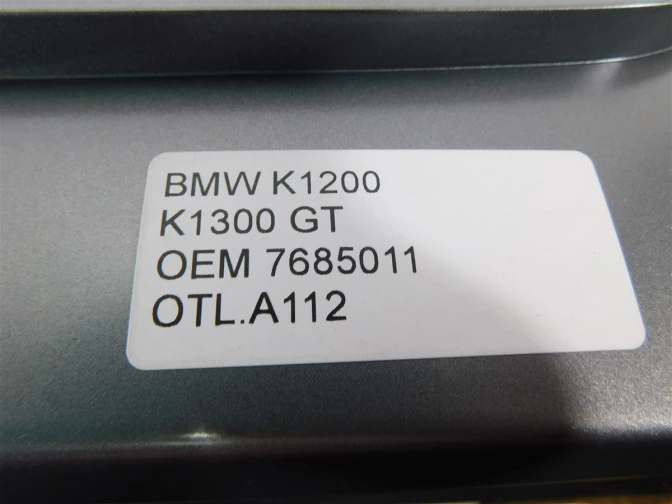 BMW K1200
K1300 GT
OEM 7685011
OTL.A112